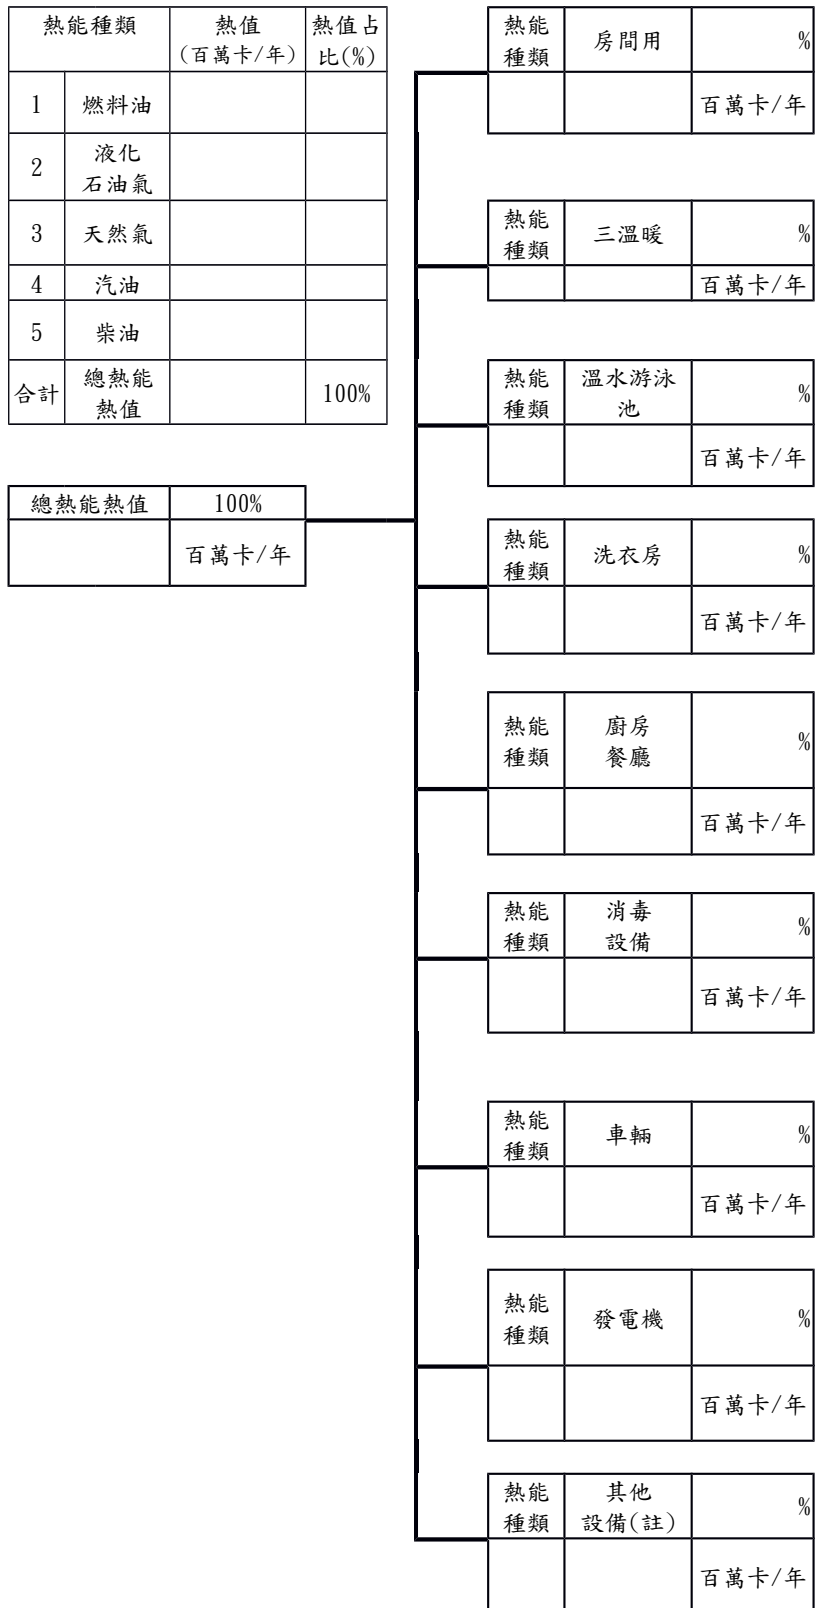 熱能種類 熱值 熱值占
(百萬卡/年) 比(%)
1 燃料油
2 液化
石油氣
3 天然氣
4 汽油
5 柴油
合計 總熱能
熱值 100%
總熱能熱值 100%
百萬卡/年
熱能
種類 房間用 %
百萬卡/年
熱能
種類 三溫暖 %
百萬卡/年
熱能
種類 溫水游泳
池 %
百萬卡/年
熱能
種類 洗衣房 %
百萬卡/年
熱能
種類 廚房
餐廳 %
百萬卡/年
熱能
種類 消毒
設備 %
百萬卡/年
熱能
種類 車輛 %
百萬卡/年
熱能
種類 發電機 %
百萬卡/年
熱能
種類 其他
設備(註) %
百萬卡/年